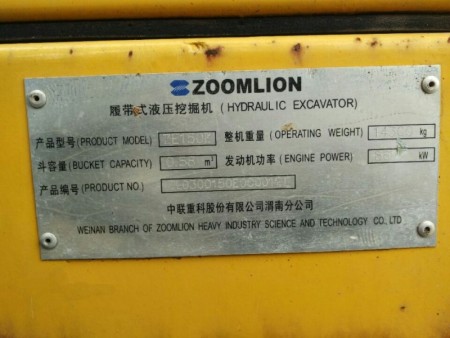 ZOOMLION
履带式液压挖掘机 (HYDRAULIC EXCAVATOR)
产品型号 (PRODUCT MODEL) 整机重量 (OPERATING WEIGHT) kg
斗容量 (BUCKET CAPACITY) m³ 发动机功率 (ENGINE POWER) kW
产品编号 (PRODUCT NO.)
中联重科股份有限公司渭南分公司
WEINAN BRANCH OF ZOOMLION HEAVY INDUSTRY SCIENCE AND TECHNOLOGY CO., LTD